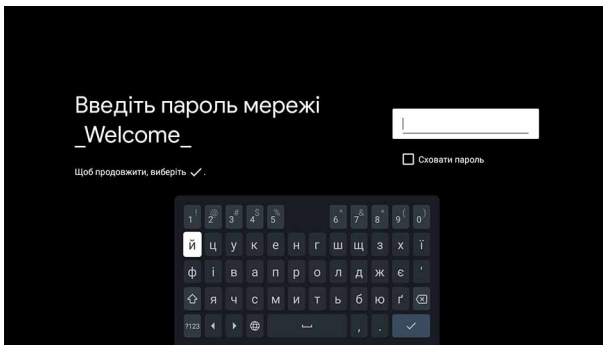 Введіть пароль мережі
_Welcome_
Щоб продовжити, виберіть ✓ .
Сховати пароль
1 ! 2 @ 3 # 4 $ 5 % 6 ^ 7 & 8 * 9 ( 0 )
й ц у к е н г ш щ з х ї
ф і в а п р о л д ж є '
я ч с м и т ь б ю ґ
?123 , .